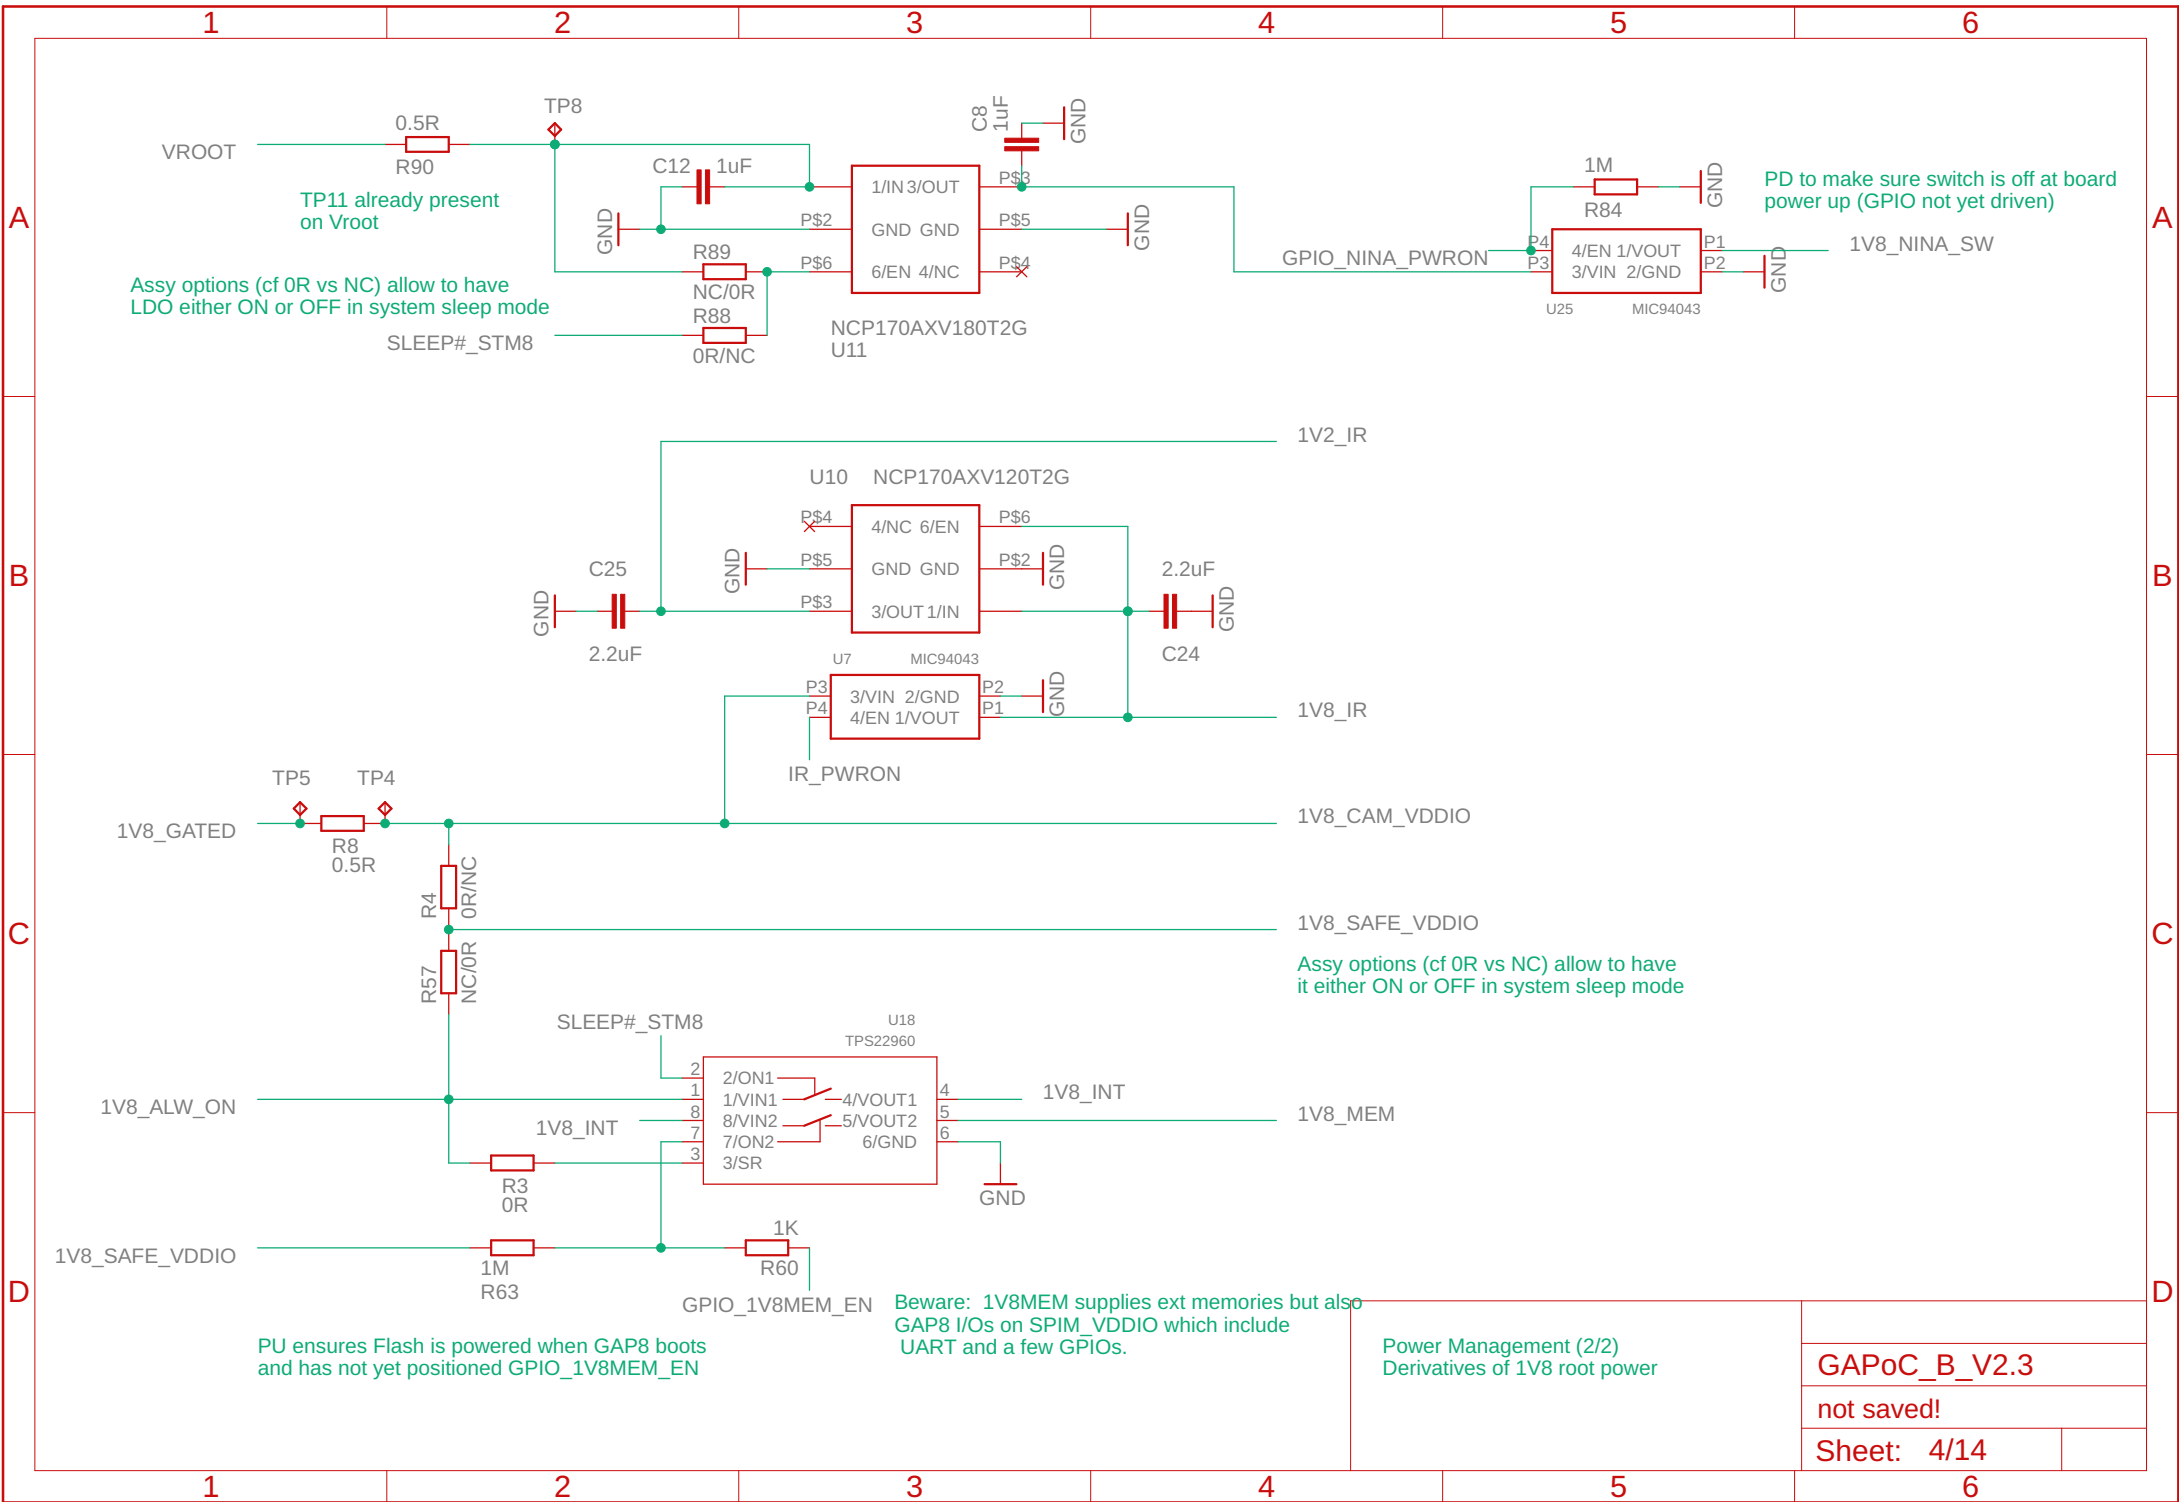 1 2 3 4 5 6
A A
B B
C C
D D
TP8
0.5R
VROOT
R90
TP11 already present
on Vroot
C12 1uF
C8
1uF
GND
1/IN 3/OUT
P$3
GND
P$2
GND GND
P$5
GND
R89
P$6
6/EN 4/NC
P$4
NC/0R
Assy options (cf 0R vs NC) allow to have
LDO either ON or OFF in system sleep mode
R88
SLEEP#_STM8
0R/NC
NCP170AXV180T2G
U11
1M
R84
GND
PD to make sure switch is off at board
power up (GPIO not yet driven)
GPIO_NINA_PWRON
P4
4/EN 1/VOUT
P1
1V8_NINA_SW
P3
3/VIN 2/GND
P2
GND
U25
MIC94043
1V2_IR
U10 NCP170AXV120T2G
P$4
4/NC 6/EN
P$6
GND
P$5
GND GND
P$2
GND
C25
2.2uF
GND
P$3
3/OUT 1/IN
GND
2.2uF
C24
U7
MIC94043
P3
3/VIN 2/GND
P2
GND
P4
4/EN 1/VOUT
P1
1V8_IR
IR_PWRON
TP5
TP4
1V8_GATED
R8
0.5R
1V8_CAM_VDDIO
R4
0R/NC
1V8_SAFE_VDDIO
R57
NC/0R
Assy options (cf 0R vs NC) allow to have
it either ON or OFF in system sleep mode
SLEEP#_STM8
U18
TPS22960
2
2/ON1
1V8_ALW_ON
1
1/VIN1
4/VOUT1
4
1V8_INT
1V8_INT
8
8/VIN2
5/VOUT2
5
1V8_MEM
7
7/ON2
6/GND
6
3
3/SR
GND
R3
0R
1V8_SAFE_VDDIO
1M
R63
1K
R60
GPIO_1V8MEM_EN
Beware: 1V8MEM supplies ext memories but also
GAP8 I/Os on SPIM_VDDIO which include
UART and a few GPIOs.
PU ensures Flash is powered when GAP8 boots
and has not yet positioned GPIO_1V8MEM_EN
Power Management (2/2)
Derivatives of 1V8 root power
GAPoC_B_V2.3
not saved!
Sheet: 4/14
1 2 3 4 5 6